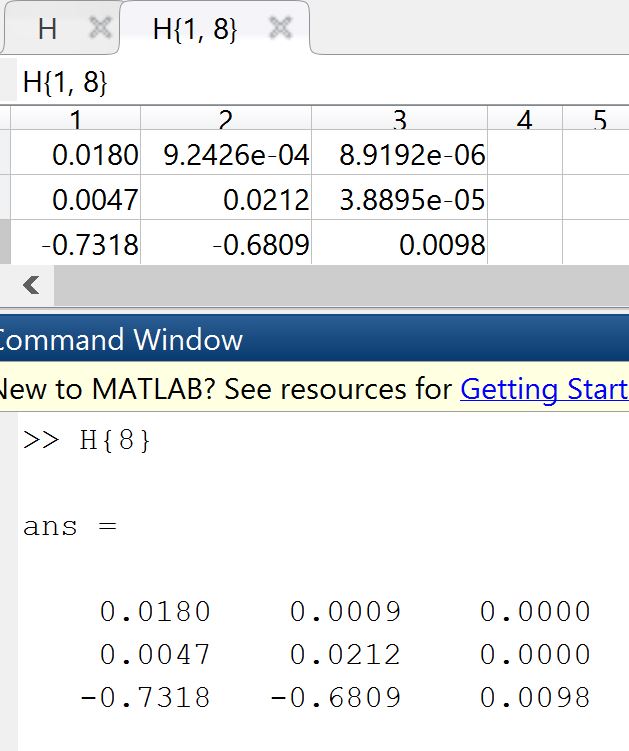 H H{1, 8}
H{1, 8}
1 2 3 4 5
0.0180 9.2426e-04 8.9192e-06
0.0047 0.0212 3.8895e-05
-0.7318 -0.6809 0.0098
Command Window
New to MATLAB? See resources for Getting Start
>> H{8}
ans =
0.0180 0.0009 0.0000
0.0047 0.0212 0.0000
-0.7318 -0.6809 0.0098